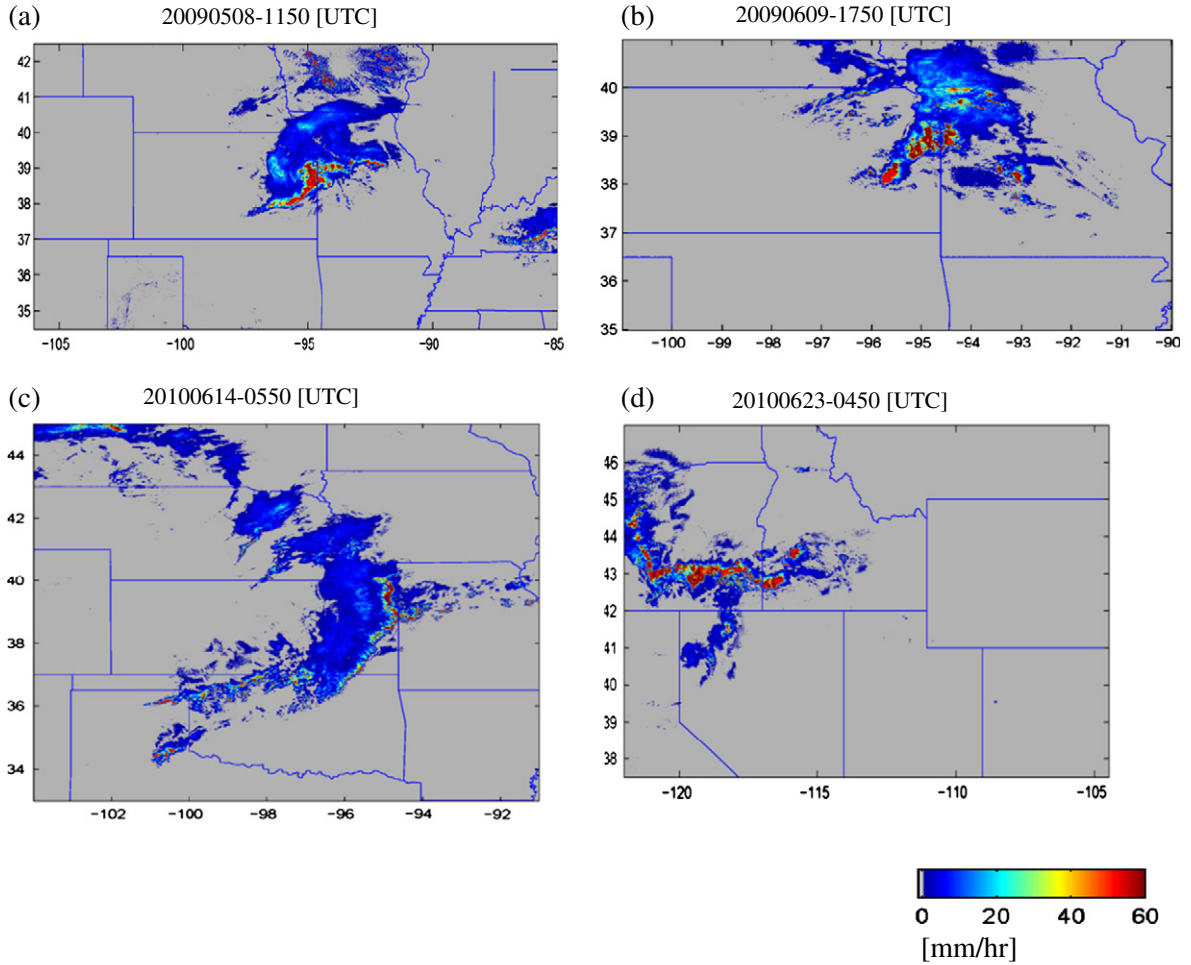 (a) 20090508-1150 [UTC]
42
41
40
39
38
37
36
35
-105 -100 -95 -90 -85
(b) 20090609-1750 [UTC]
40
39
38
37
36
35
-100 -99 -98 -97 -96 -95 -94 -93 -92 -91 -90
(c) 20100614-0550 [UTC]
44
42
40
38
36
34
-102 -100 -98 -96 -94 -92
(d) 20100623-0450 [UTC]
46
45
44
43
42
41
40
39
38
-120 -115 -110 -105
0 20 40 60
[mm/hr]